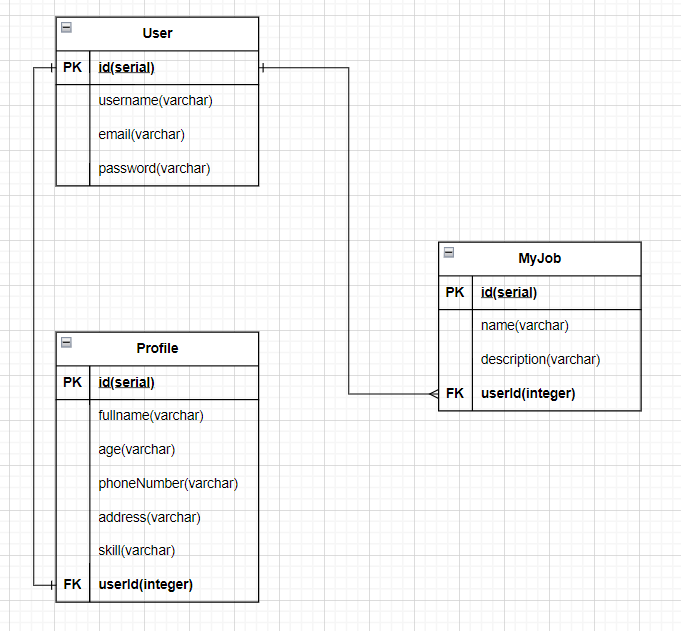 User
PK id(serial)
username(varchar)
email(varchar)
password(varchar)
MyJob
PK id(serial)
name(varchar)
description(varchar)
FK userId(integer)
Profile
PK id(serial)
fullname(varchar)
age(varchar)
phoneNumber(varchar)
address(varchar)
skill(varchar)
FK userId(integer)